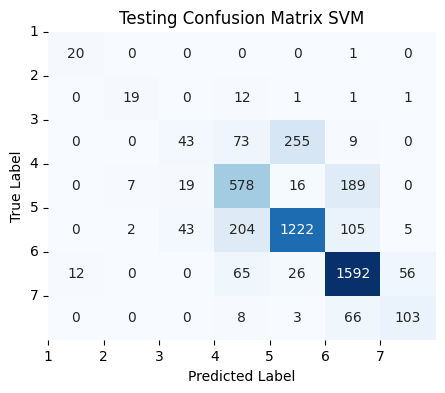 Testing Confusion Matrix SVM
1
20 0 0 0 0 1 0
2
0 19 0 12 1 1 1
3
0 0 43 73 255 9 0
4
0 7 19 578 16 189 0
5
0 2 43 204 1222 105 5
6
12 0 0 65 26 1592 56
7
0 0 0 8 3 66 103
1 2 3 4 5 6 7
True Label
Predicted Label